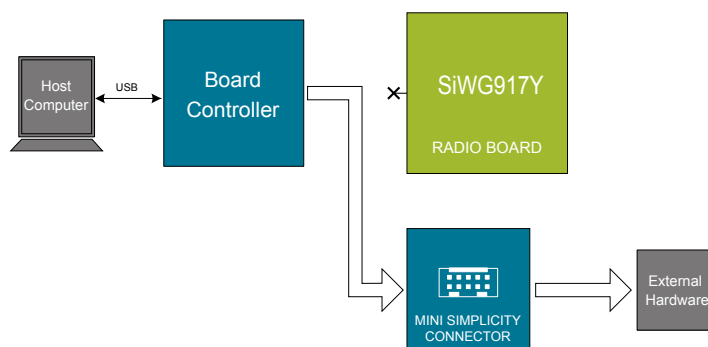 Host
Computer
USB
Board
Controller
SiWG917Y
RADIO BOARD
MINI SIMPLICITY
CONNECTOR
External
Hardware